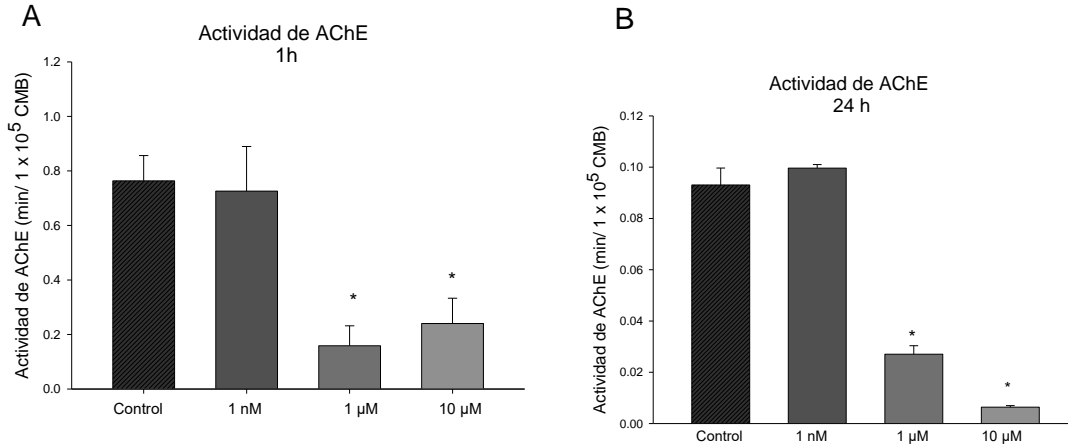 A
Actividad de AChE
1h
Actividad de AChE (min/ 1 x 10⁵ CMB)
1.2
1.0
0.8
0.6
0.4
0.2
0.0
*
*
Control
1 nM
1 µM
10 µM
B
Actividad de AChE
24 h
Actividad de AChE (min/ 1 x 10⁵ CMB)
0.12
0.10
0.08
0.06
0.04
0.02
0.00
*
*
Control
1 nM
1 µM
10 µM